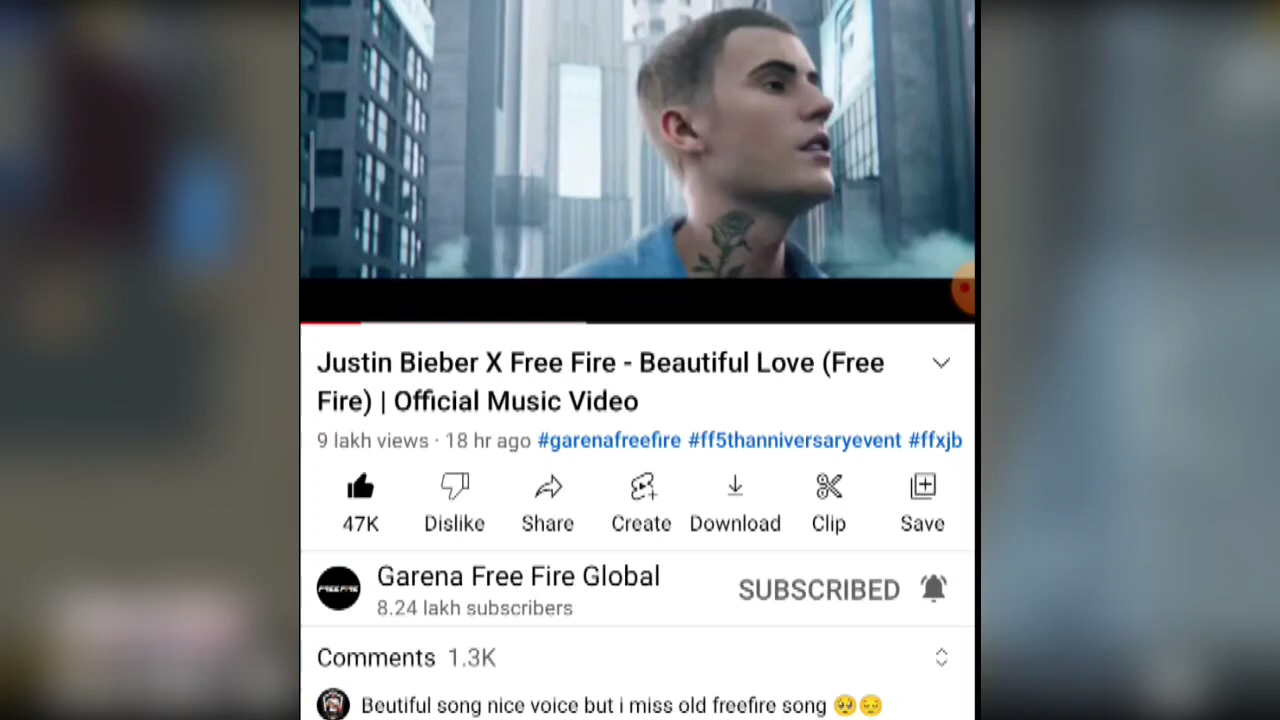 Justin Bieber X Free Fire - Beautiful Love (Free
Fire) | Official Music Video
9 lakh views · 18 hr ago #garenafreefire #ff5thanniversaryevent #ffxjb
47K Dislike Share Create Download Clip Save
FREE FIRE
Garena Free Fire Global
8.24 lakh subscribers
SUBSCRIBED
Comments 1.3K
Beutiful song nice voice but i miss old freefire song 🥺😔